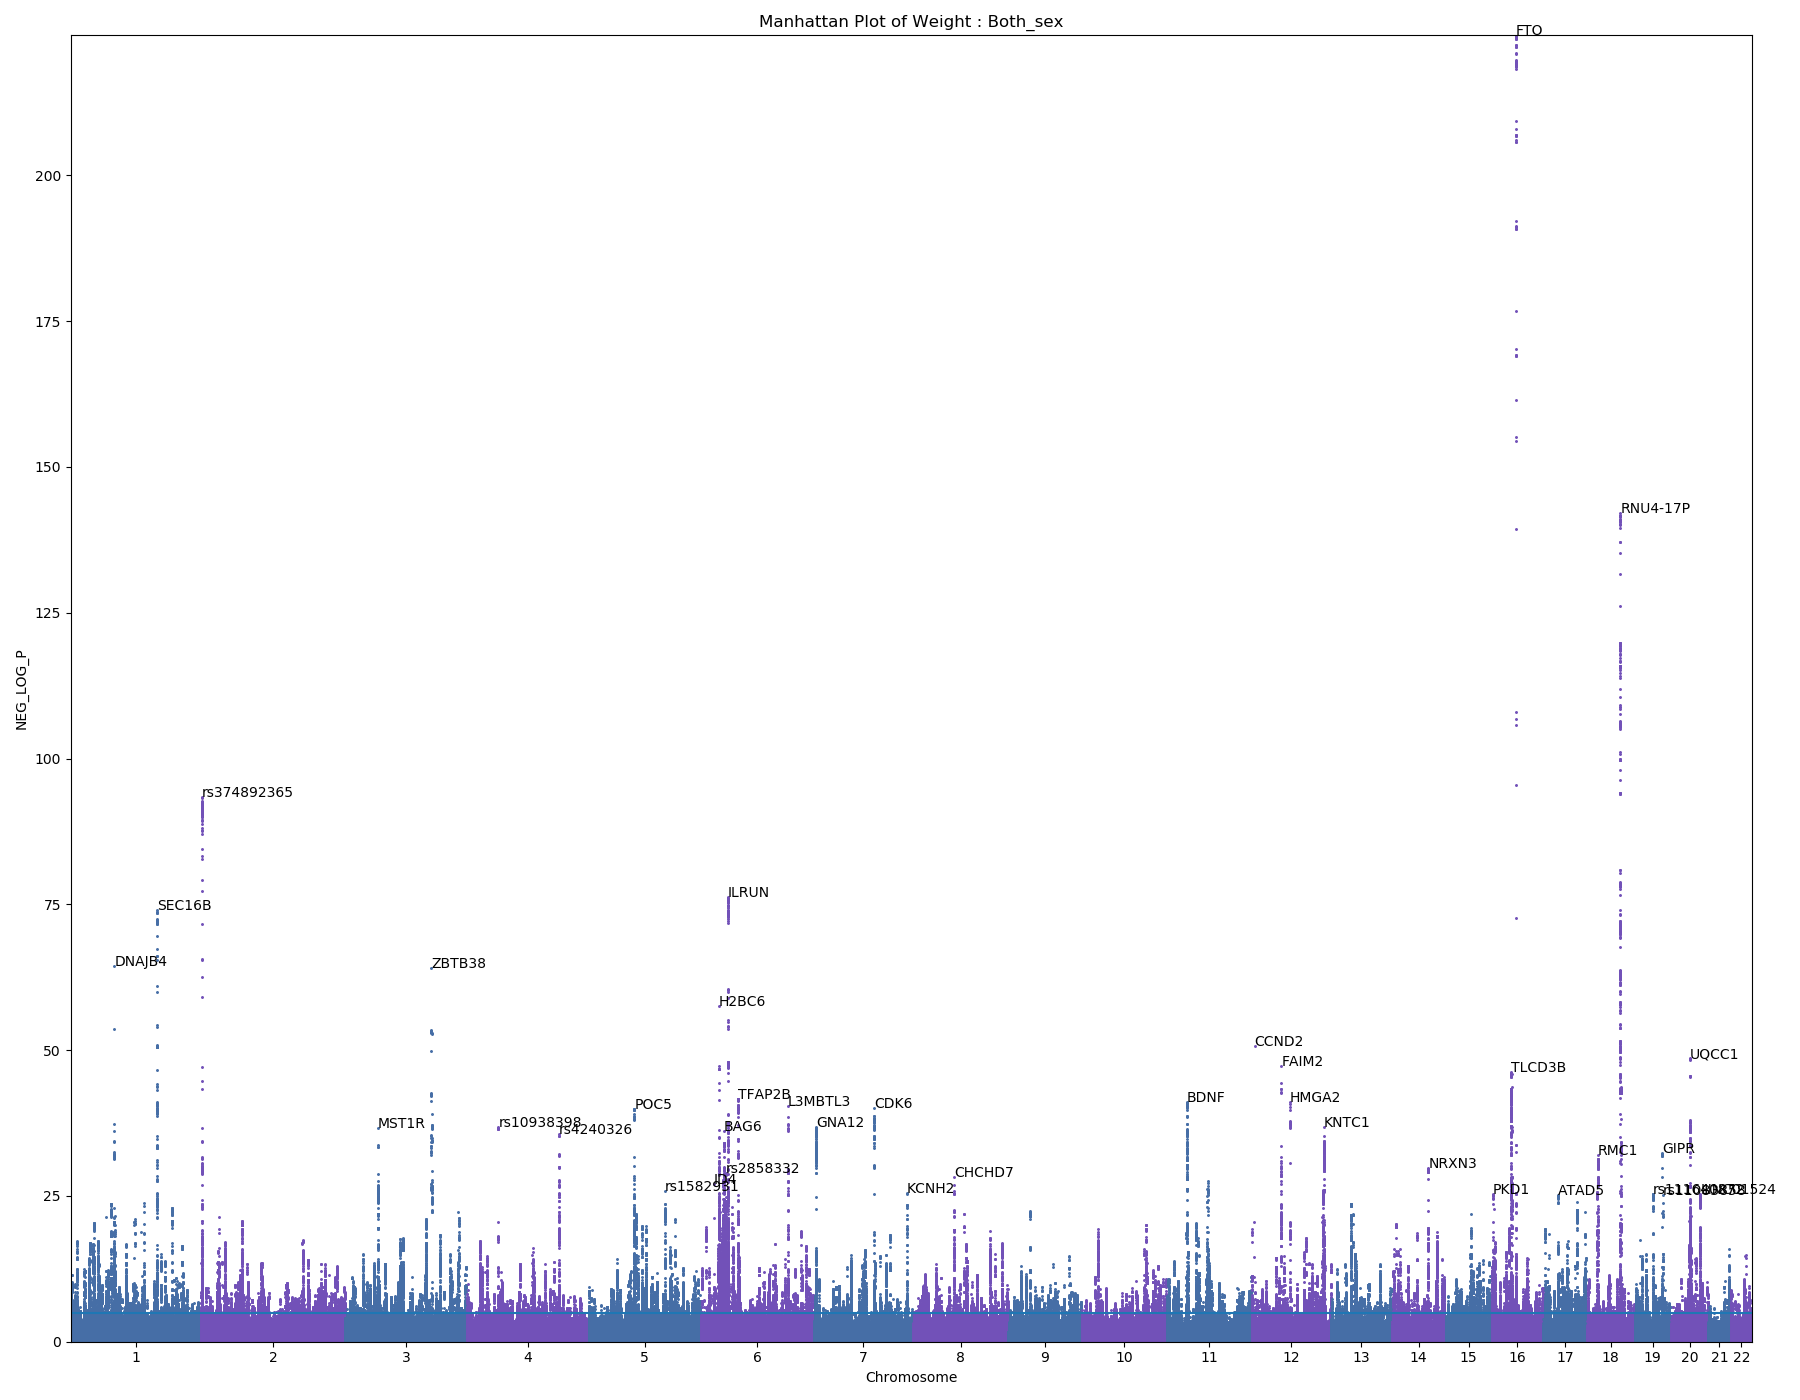 Manhattan Plot of Weight : Both_sex
FTO
200
175
150
RNU4-17P
125
NEG_LOG_P
100
rs374892365
ILRUN
75
SEC16B
DNAJB4
ZBTB38
H2BC6
CCND2
50
UQCC1
FAIM2
TLCD3B
TFAP2B
L3MBTL3
BDNF
HMGA2
CDK6
POC5
MST1R
rs10938398
GNA12
KNTC1
BAG6
rs4240326
GIPR
RMC1
NRXN3
rs2858332
CHCHD7
ID4
rs1582931
KCNH2
PKD1
ATAD5
25
0
1 2 3 4 5 6 7 8 9 10 11 12 13 14 15 16 17 18 19 20 21 22
Chromosome